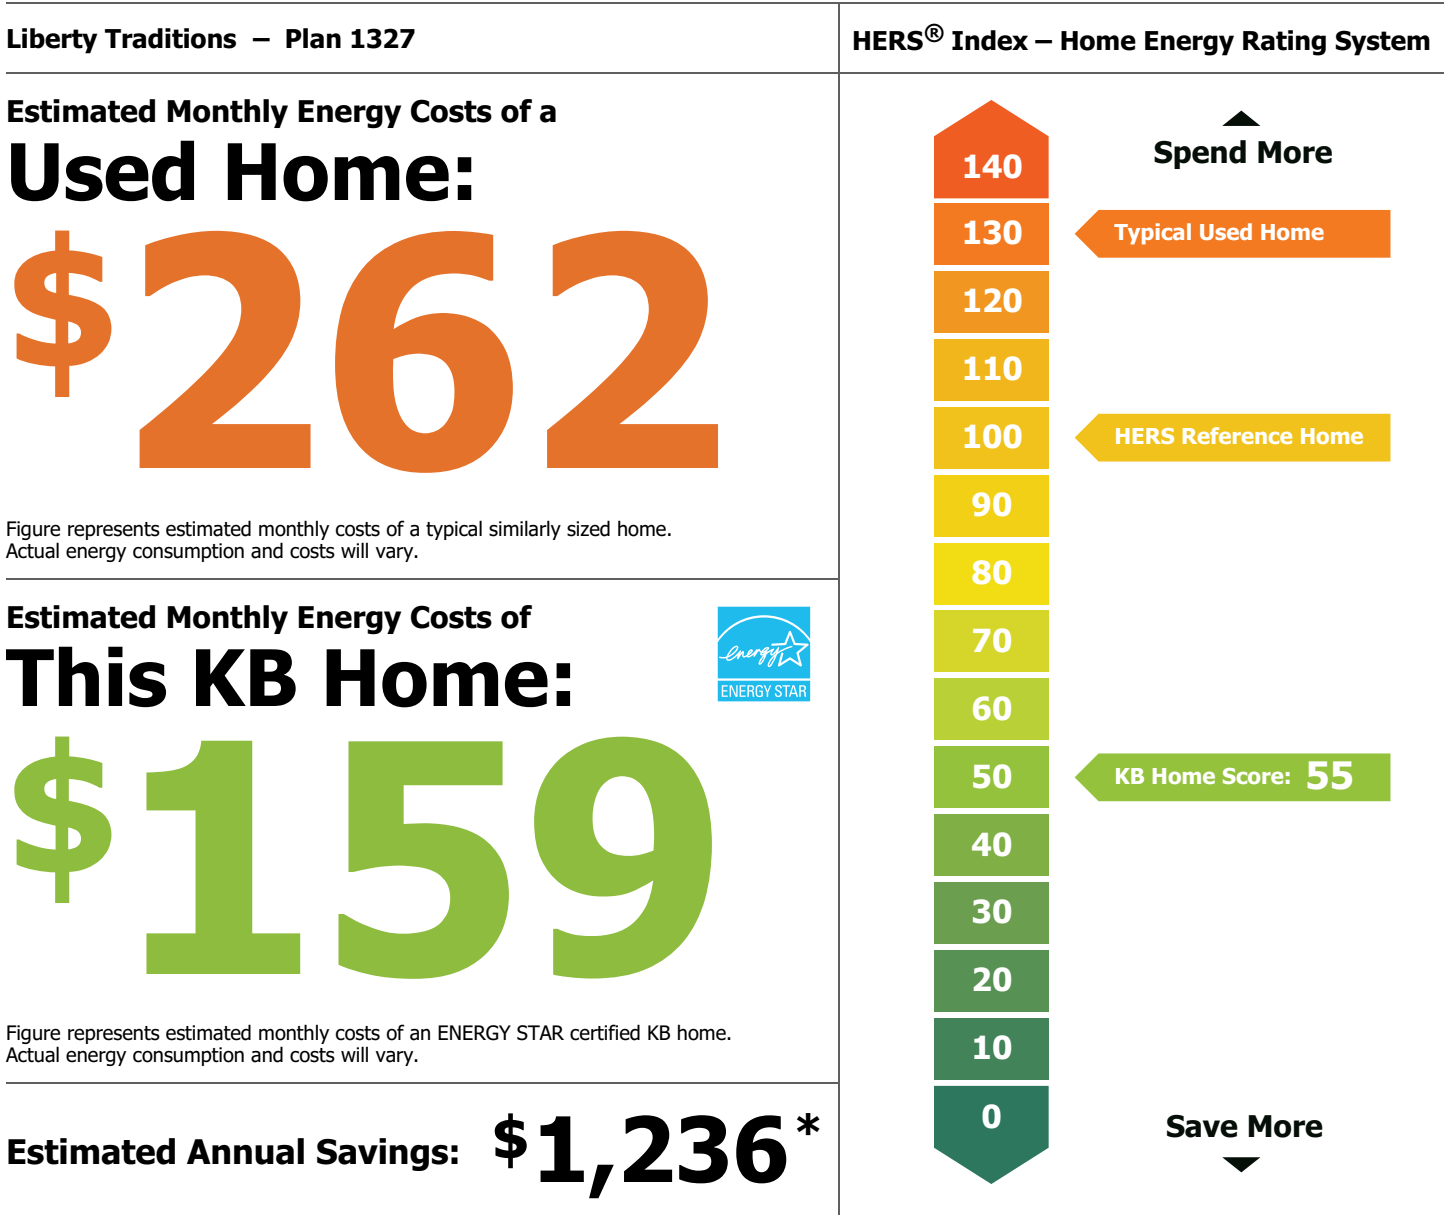 Liberty Traditions – Plan 1327
Estimated Monthly Energy Costs of a
Used Home:
$262
Figure represents estimated monthly costs of a typical similarly sized home.
Actual energy consumption and costs will vary.
Estimated Monthly Energy Costs of
This KB Home:
energy
ENERGY STAR
$159
Figure represents estimated monthly costs of an ENERGY STAR certified KB home.
Actual energy consumption and costs will vary.
Estimated Annual Savings: $1,236*
HERS® Index – Home Energy Rating System
Spend More
140
130 Typical Used Home
120
110
100 HERS Reference Home
90
80
70
60
50 KB Home Score: 55
40
30
20
10
0
Save More